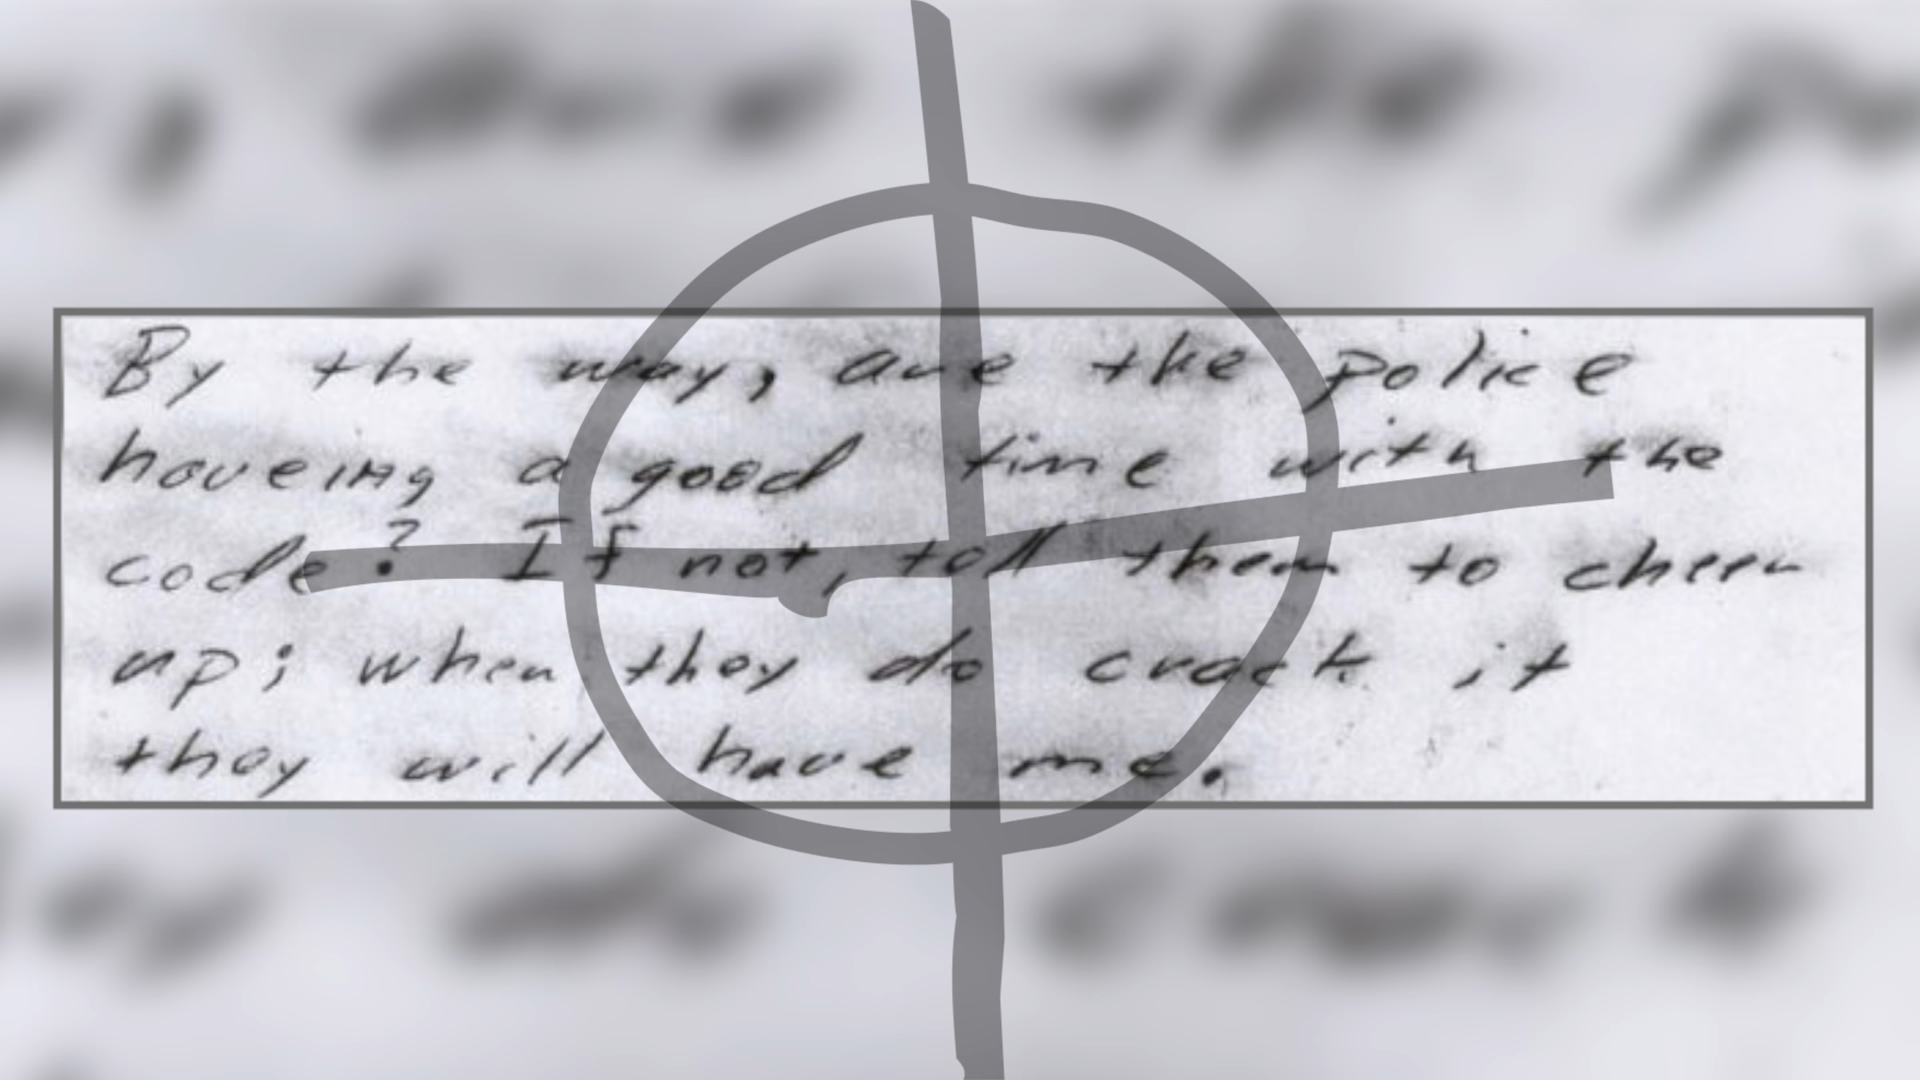 By the way, are the police
haveing a good time with the
code? If not, tell them to cheer
up; when they do crack it
they will have me.